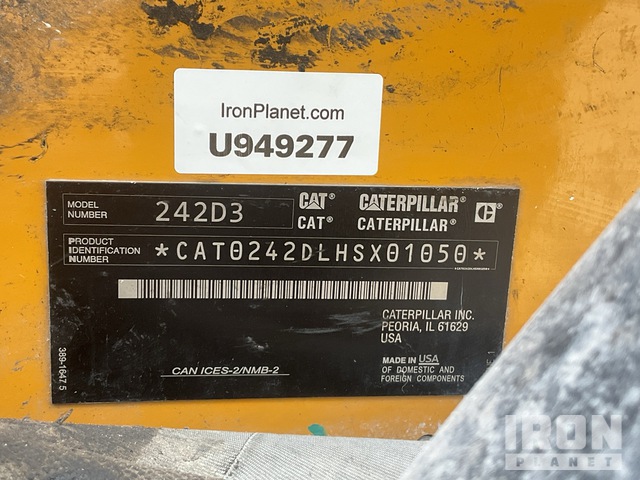 IronPlanet.com
U949277
MODEL NUMBER 242D3
CAT CATERPILLAR C
CAT® CATERPILLAR®
PRODUCT IDENTIFICATION NUMBER *CAT0242DLHSX01050*
CATERPILLAR INC.
PEORIA, IL 61629
USA
MADE IN USA
OF DOMESTIC AND
FOREIGN COMPONENTS
CAN ICES-2/NMB-2
389-1647 5
IRON
PLANET